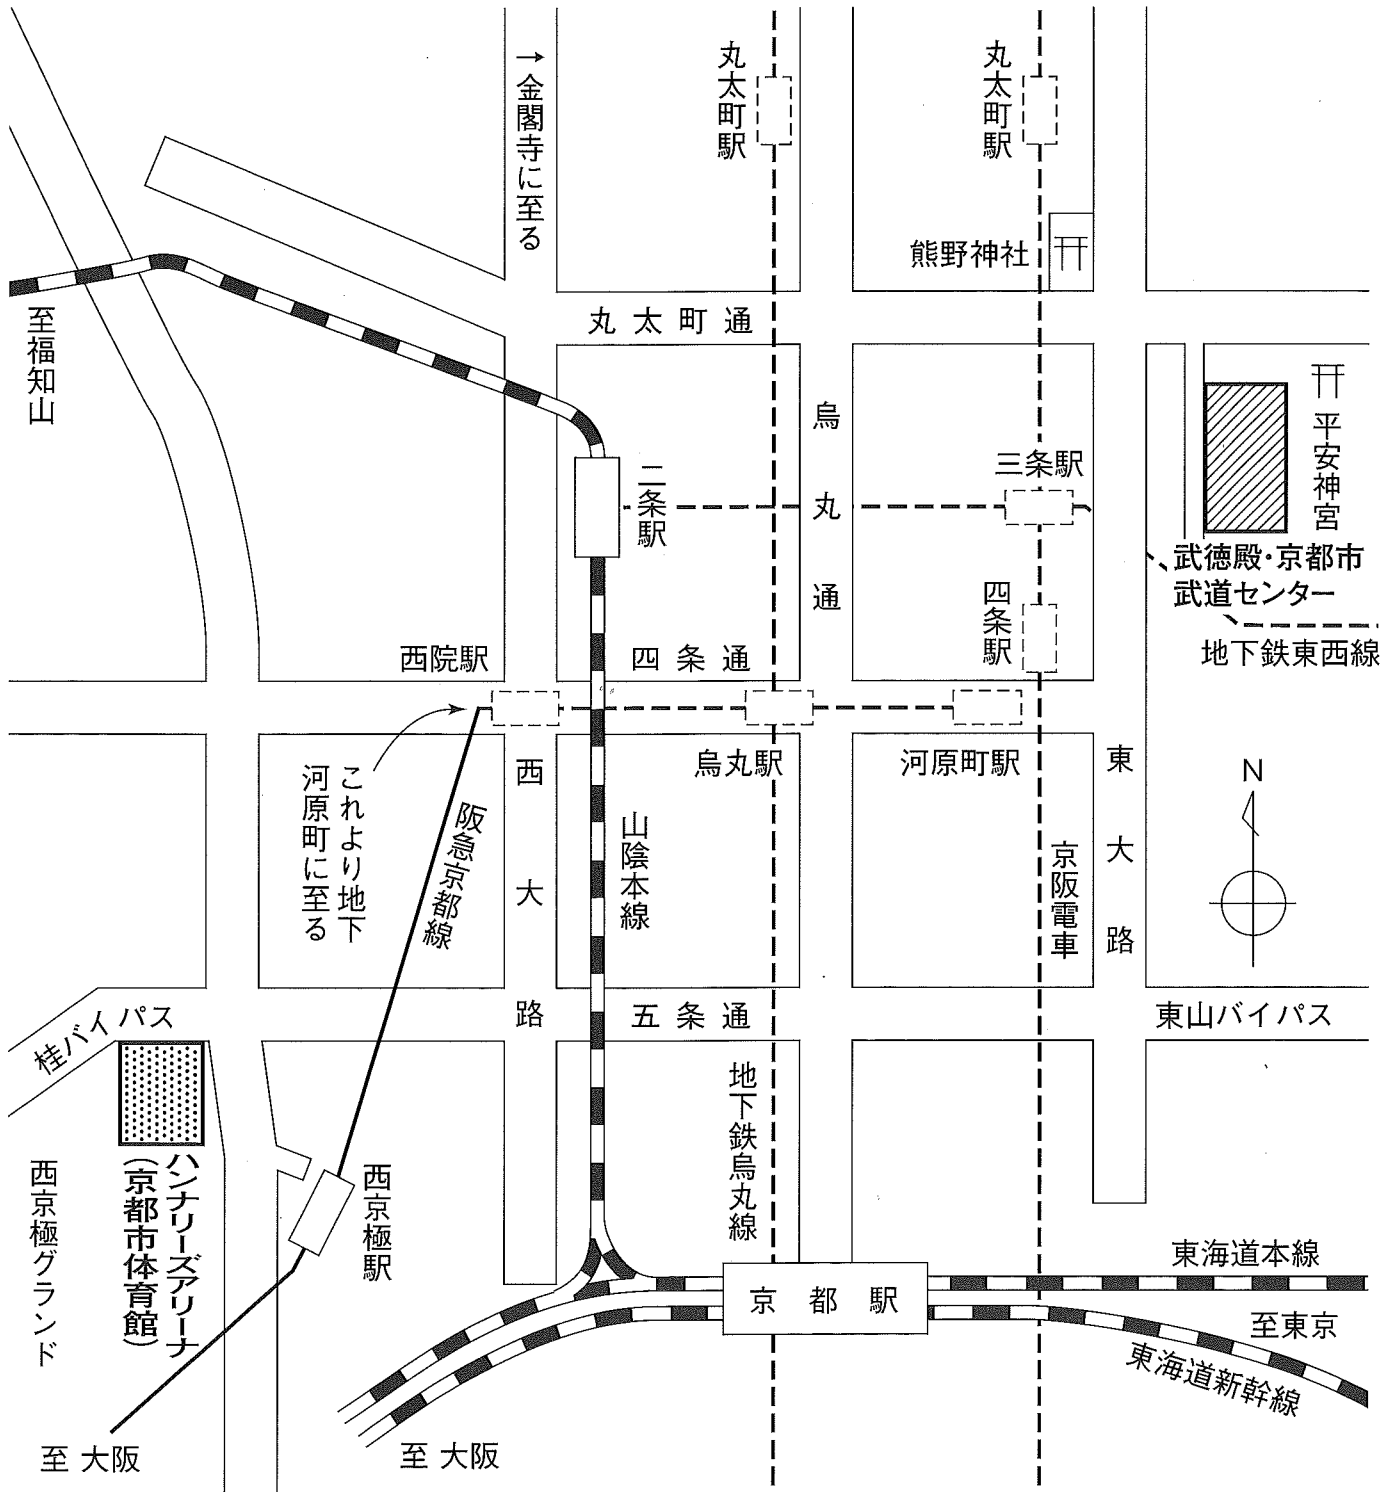 →金閣寺に至る
丸太町駅
丸太町駅
熊野神社
至福知山
丸太町通
烏丸通
平安神宮
二条駅
三条駅
武徳殿・京都市
武道センター
四条駅
地下鉄東西線
西院駅
四条通
烏丸駅
河原町駅
これより地下
河原町に至る
阪急京都線
西大路
山陰本線
京阪電車
東大路
N
桂バイパス
五条通
東山バイパス
地下鉄烏丸線
ハンナリーズアリーナ
(京都市体育館)
西京極グランド
西京極駅
京都駅
東海道本線
至東京
東海道新幹線
至 大阪
至 大阪